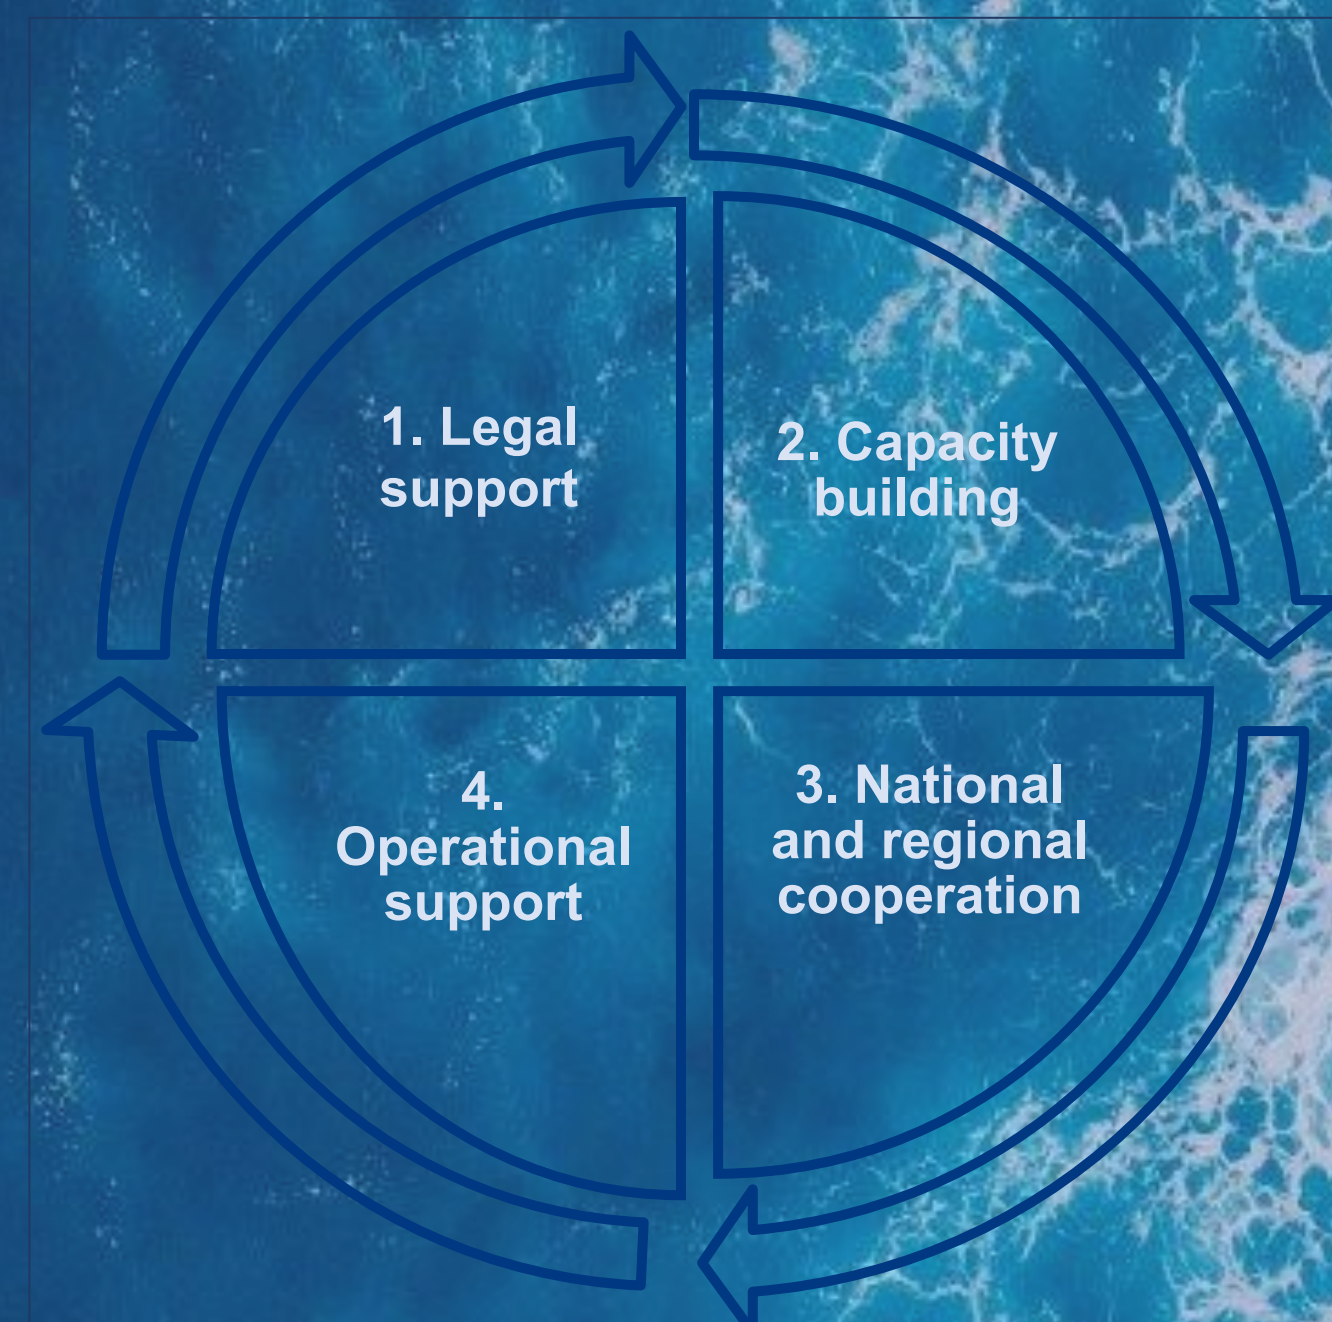 1. Legal
support
2. Capacity
building
3. National
and regional
cooperation
4.
Operational
support